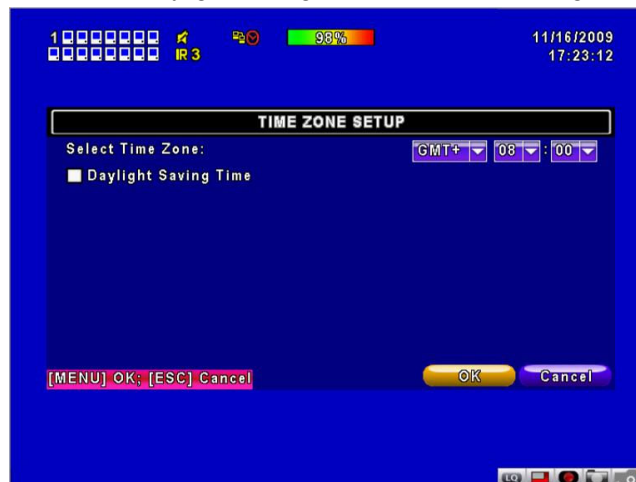 1 11/16/2009
IR 3 98% 17:23:12
TIME ZONE SETUP
Select Time Zone: GMT+ 08 : 00
Daylight Saving Time
[MENU] OK; [ESC] Cancel OK Cancel
LQ